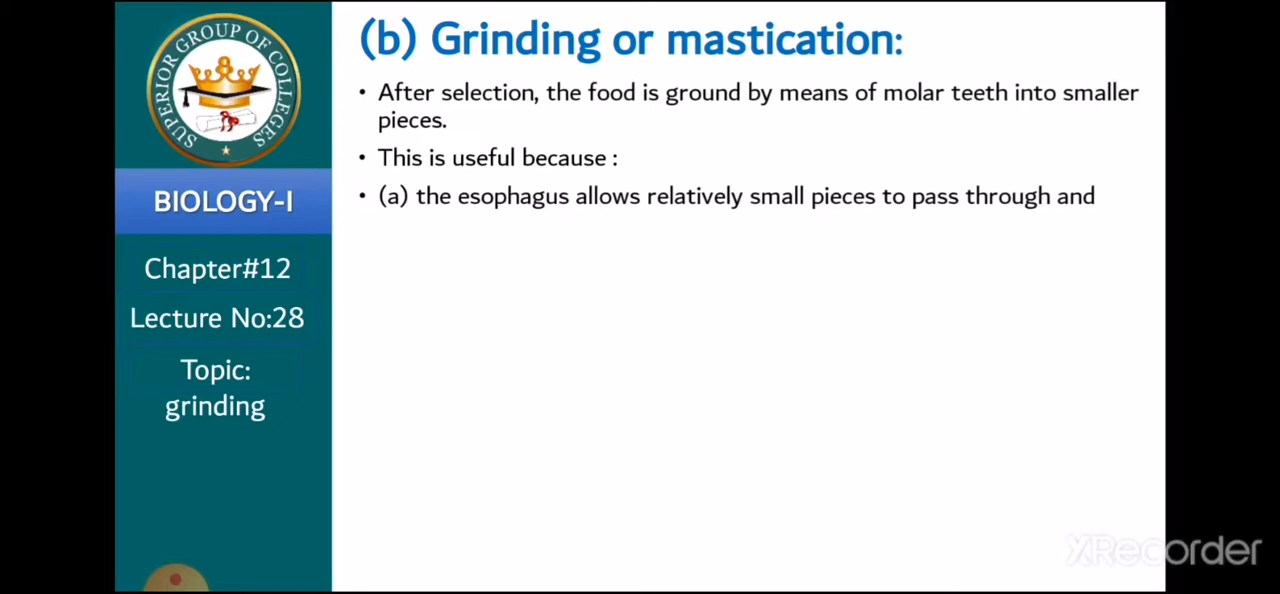 SUPERIOR GROUP OF COLLEGES
BIOLOGY-I
Chapter#12
Lecture No:28
Topic:
grinding
(b) Grinding or mastication:
• After selection, the food is ground by means of molar teeth into smaller
pieces.
• This is useful because :
• (a) the esophagus allows relatively small pieces to pass through and
XRecorder